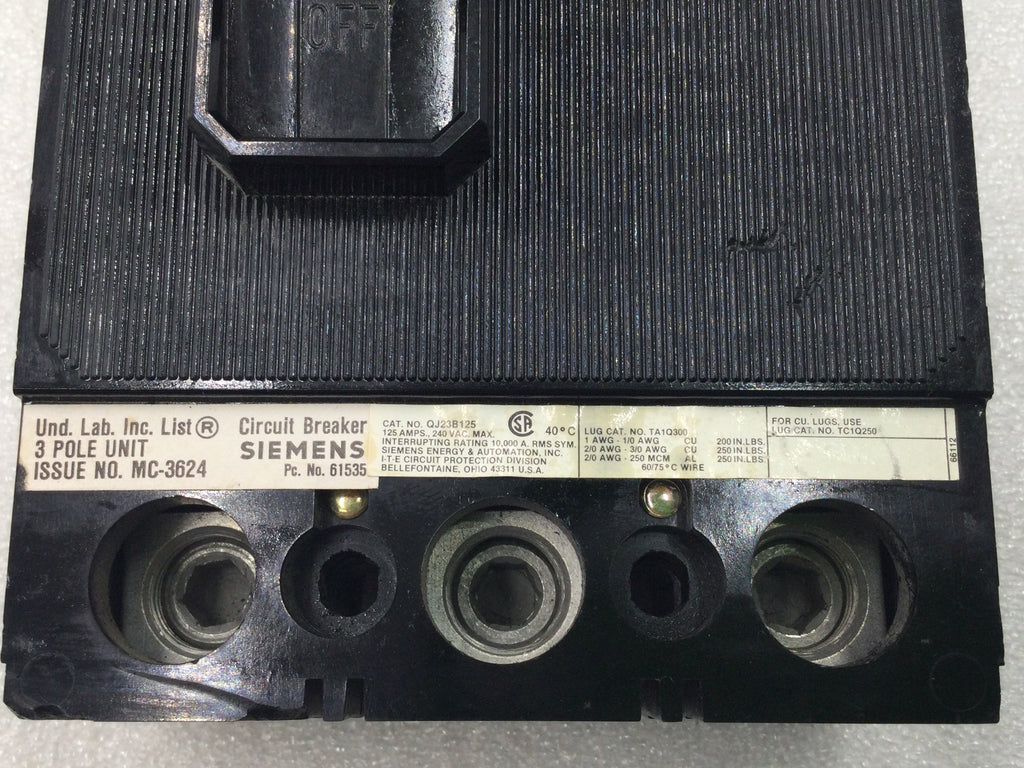 OFF
Und. Lab. Inc. List ® Circuit Breaker
3 POLE UNIT SIEMENS
ISSUE NO. MC-3624 Pc. No. 61535
CAT. NO. QJ23B125
125 AMPS., 240 VAC. MAX.
INTERRUPTING RATING 10,000 A. RMS SYM.
SIEMENS ENERGY & AUTOMATION, INC.
I-T-E CIRCUIT PROTECTION DIVISION
BELLEFONTAINE, OHIO 43311 U.S.A.
SA
40°C
LUG CAT. NO. TA1Q300
1 AWG - 1/0 AWG CU 200 IN.LBS.
2/0 AWG - 3/0 AWG CU 250 IN.LBS.
2/0 AWG - 250 MCM AL 250 IN.LBS.
60/75°C WIRE
FOR CU. LUGS, USE
LUG CAT. NO. TC1Q250
66112